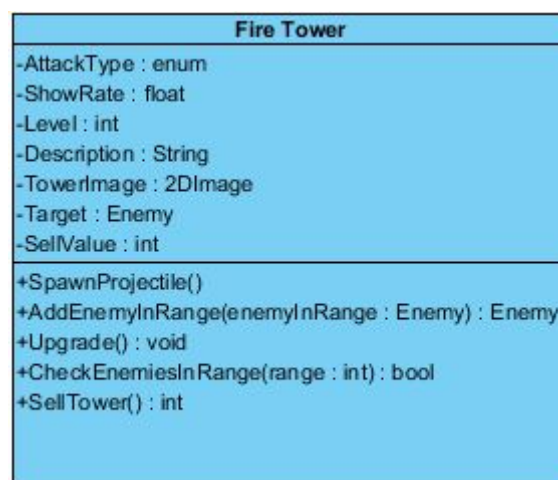 Fire Tower
-AttackType : enum
-ShowRate : float
-Level : int
-Description : String
-TowerImage : 2DImage
-Target : Enemy
-SellValue : int
+SpawnProjectile()
+AddEnemyInRange(enemyInRange : Enemy) : Enemy
+Upgrade() : void
+CheckEnemiesInRange(range : int) : bool
+SellTower() : int